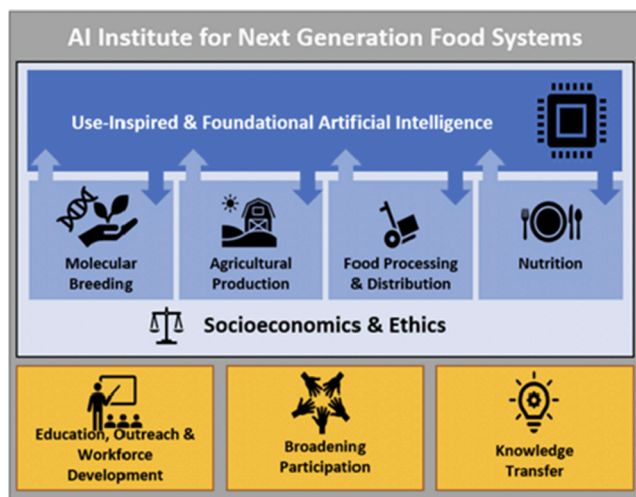 AI Institute for Next Generation Food Systems
Use-Inspired & Foundational Artificial Intelligence
Molecular
Breeding
Agricultural
Production
Food Processing
& Distribution
Nutrition
Socioeconomics & Ethics
Education, Outreach &
Workforce
Development
Broadening
Participation
Knowledge
Transfer